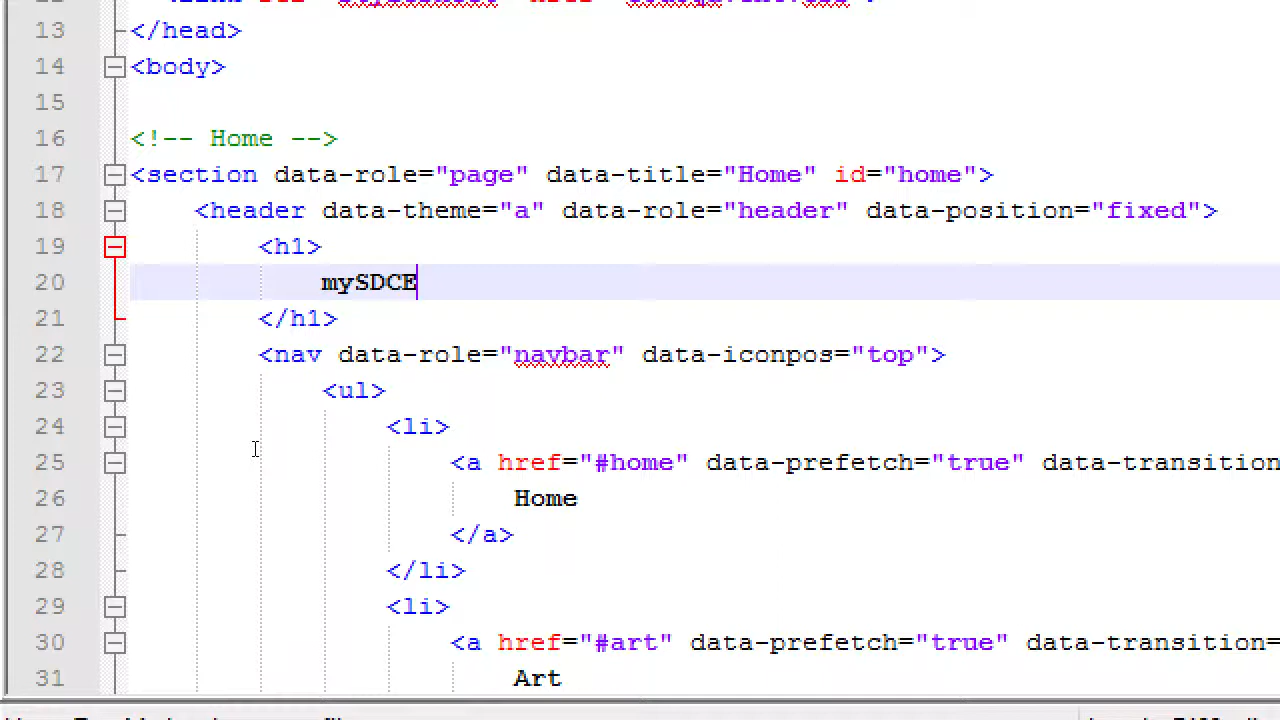 13 </head>
14 <body>
15
16 <!-- Home -->
17 <section data-role="page" data-title="Home" id="home">
18 <header data-theme="a" data-role="header" data-position="fixed">
19 <h1>
20 mySDCE
21 </h1>
22 <nav data-role="navbar" data-iconpos="top">
23 <ul>
24 <li>
25 <a href="#home" data-prefetch="true" data-transition
26 Home
27 </a>
28 </li>
29 <li>
30 <a href="#art" data-prefetch="true" data-transition=
31 Art